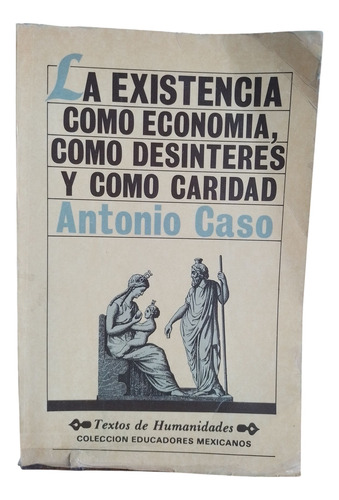 LA EXISTENCIA
COMO ECONOMIA,
COMO DESINTERES
Y COMO CARIDAD
Antonio Caso
Textos de Humanidades
COLECCION EDUCADORES MEXICANOS